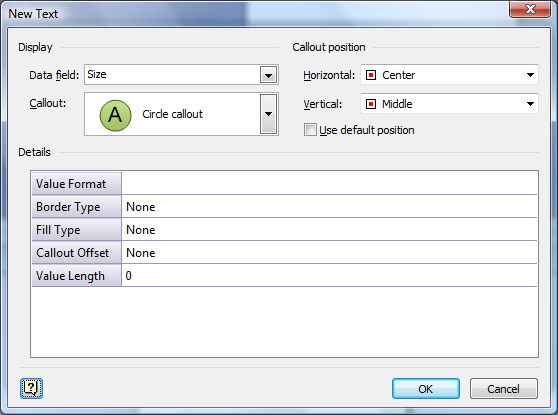 New Text
Display
Callout position
Data field: Size
Horizontal: Center
Callout: A Circle callout
Vertical: Middle
Use default position
Details
Value Format
Border Type None
Fill Type None
Callout Offset None
Value Length 0
?
OK Cancel